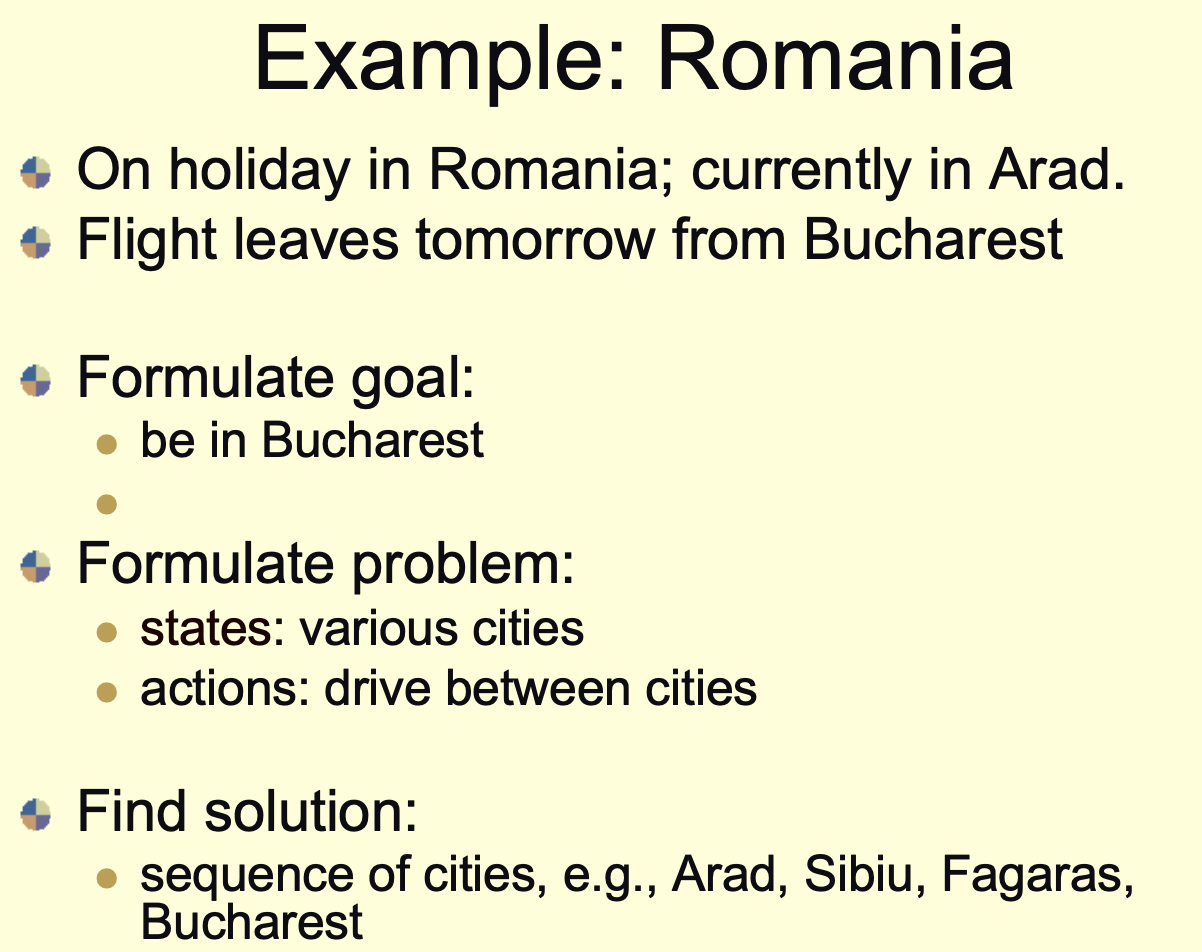 Example: Romania
On holiday in Romania; currently in Arad.
Flight leaves tomorrow from Bucharest
Formulate goal:
be in Bucharest
Formulate problem:
states: various cities
actions: drive between cities
Find solution:
sequence of cities, e.g., Arad, Sibiu, Fagaras,
Bucharest